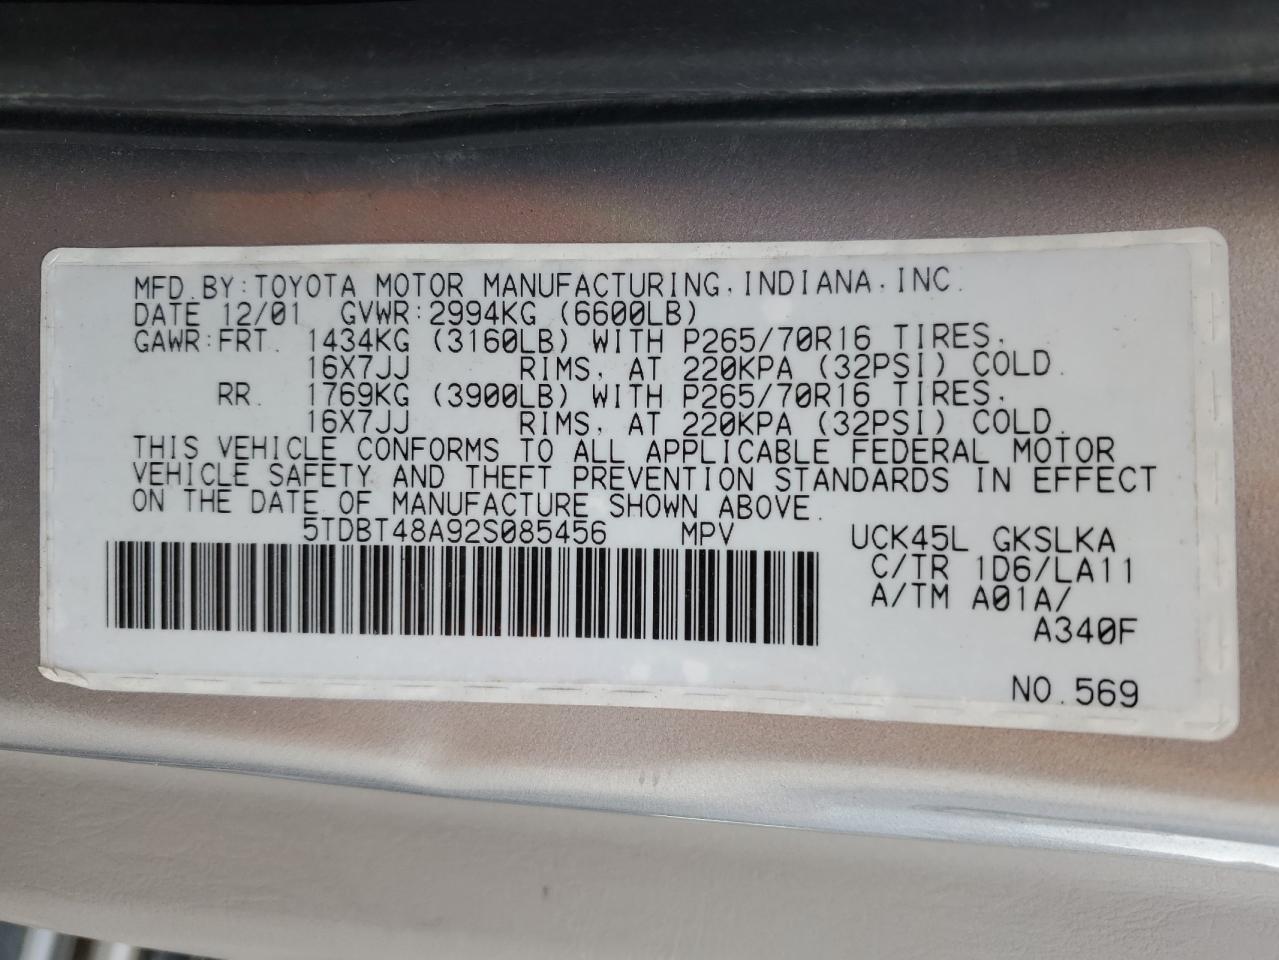 MFD.BY:TOYOTA MOTOR MANUFACTURING.INDIANA.INC.
DATE 12/01 GVWR:2994KG (6600LB)
GAWR:FRT. 1434KG (3160LB) WITH P265/70R16 TIRES.
16X7JJ RIMS. AT 220KPA (32PSI) COLD.
RR. 1769KG (3900LB) WITH P265/70R16 TIRES.
16X7JJ RIMS. AT 220KPA (32PSI) COLD.
THIS VEHICLE CONFORMS TO ALL APPLICABLE FEDERAL MOTOR
VEHICLE SAFETY AND THEFT PREVENTION STANDARDS IN EFFECT
ON THE DATE OF MANUFACTURE SHOWN ABOVE.
5TDBT48A92S085456 MPV UCK45L GKSLKA
C/TR 1D6/LA11
A/TM A01A/
A340F
NO.569